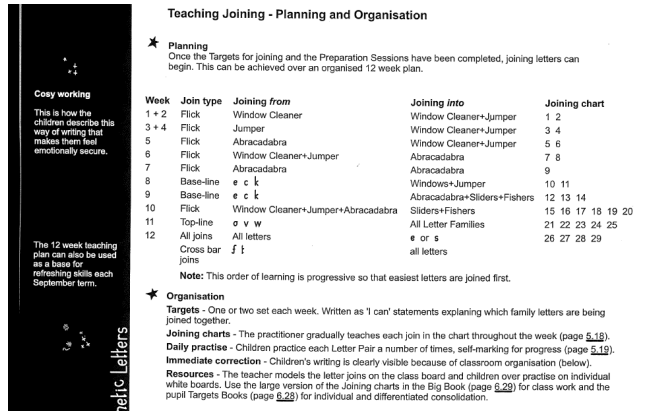 Teaching Joining - Planning and Organisation
Planning
Once the Targets for joining and the Preparation Sessions have been completed, joining letters can
begin. This can be achieved over an organised 12 week plan.
Cosy working
This is how the
children describe this
way of writing that
makes them feel
emotionally secure.
The 12 week teaching
plan can also be used
as a base for
refreshing skills each
September term.
netic Letters
Week Join type Joining from Joining into Joining chart
1 + 2 Flick Window Cleaner Window Cleaner+Jumper 1 2
3 + 4 Flick Jumper Window Cleaner+Jumper 3 4
5 Flick Abracadabra Window Cleaner+Jumper 5 6
6 Flick Window Cleaner+Jumper Abracadabra 7 8
7 Flick Abracadabra Abracadabra 9
8 Base-line e c k Windows+Jumper 10 11
9 Base-line e c k Abracadabra+Sliders+Fishers 12 13 14
10 Flick Window Cleaner+Jumper+Abracadabra Sliders+Fishers 15 16 17 18 19 20
11 Top-line o v w All Letter Families 21 22 23 24 25
12 All joins All letters e or s 26 27 28 29
Cross bar f t all letters
joins
Note: This order of learning is progressive so that easiest letters are joined first.
Organisation
Targets - One or two set each week. Written as 'I can' statements explaning which family letters are being
joined together.
Joining charts - The practitioner gradually teaches each join in the chart throughout the week (page 5.18).
Daily practise - Children practice each Letter Pair a number of times, self-marking for progress (page 5.19).
Immediate correction - Children's writing is clearly visible because of classroom organisation (below).
Resources - The teacher models the letter joins on the class board and children over practise on individual
white boards. Use the large version of the Joining charts in the Big Book (page 6.29) for class work and the
pupil Targets Books (page 6.28) for individual and differentiated consolidation.